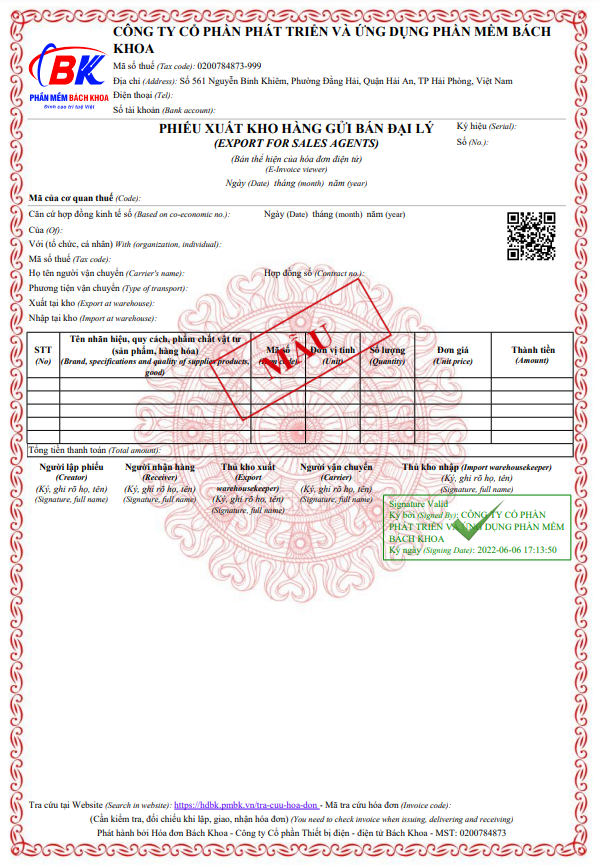 CÔNG TY CỔ PHẦN PHÁT TRIỂN VÀ ỨNG DỤNG PHẦN MỀM BÁCH
KHOA
BK
PHẦN MỀM BÁCH KHOA
Đỉnh cao trí tuệ Việt
Mã số thuế (Tax code): 0200784873-999
Địa chỉ (Address): Số 561 Nguyễn Bỉnh Khiêm, Phường Đằng Hải, Quận Hải An, TP Hải Phòng, Việt Nam
Điện thoại (Tel):
Số tài khoản (Bank account):
PHIẾU XUẤT KHO HÀNG GỬI BÁN ĐẠI LÝ
(EXPORT FOR SALES AGENTS)
Ký hiệu (Serial):
Số (No.):
(Bản thể hiện của hóa đơn điện tử)
(E-Invoice viewer)
Ngày (Date) tháng (month) năm (year)
Mã của cơ quan thuế (Code):
Căn cứ hợp đồng kinh tế số (Based on co-economic no.): Ngày (Date) tháng (month) năm (year)
Của (Of):
Với (tổ chức, cá nhân) With (organization, individual):
Mã số thuế (Tax code):
Họ tên người vận chuyển (Carrier's name): Hợp đồng số (Contract no.):
Phương tiện vận chuyển (Type of transport):
Xuất tại kho (Export at warehouse):
Nhập tại kho (Import at warehouse):
STT
(No)
Tên nhãn hiệu, quy cách, phẩm chất vật tư
(sản phẩm, hàng hóa)
(Brand, specifications and quality of supplies products,
good)
Mã số
(Item code)
Đơn vị tính
(Unit)
Số lượng
(Quantity)
Đơn giá
(Unit price)
Thành tiền
(Amount)
MẪU
Tổng tiền thanh toán (Total amount):
Người lập phiếu
(Creator)
(Ký, ghi rõ họ, tên)
(Signature, full name)
Người nhận hàng
(Receiver)
(Ký, ghi rõ họ, tên)
(Signature, full name)
Thủ kho xuất
(Export
warehousekeeper)
(Ký, ghi rõ họ, tên)
(Signature, full name)
Người vận chuyển
(Carrier)
(Ký, ghi rõ họ, tên)
(Signature, full name)
Thủ kho nhập (Import warehousekeeper)
(Ký, ghi rõ họ, tên)
(Signature, full name)
Signature Valid
Ký bởi (Signed By): CÔNG TY CỔ PHẦN
PHÁT TRIỂN VÀ ỨNG DỤNG PHẦN MỀM
BÁCH KHOA
Ký ngày (Signing Date): 2022-06-06 17:13:50
Tra cứu tại Website (Search in website): https://hdbk.pmbk.vn/tra-cuu-hoa-don - Mã tra cứu hóa đơn (Invoice code):
(Cần kiểm tra, đối chiếu khi lập, giao, nhận hóa đơn) (You need to check invoice when issuing, delivering and receiving)
Phát hành bởi Hóa đơn Bách Khoa - Công ty Cổ phần Thiết bị điện - điện tử Bách Khoa - MST: 0200784873